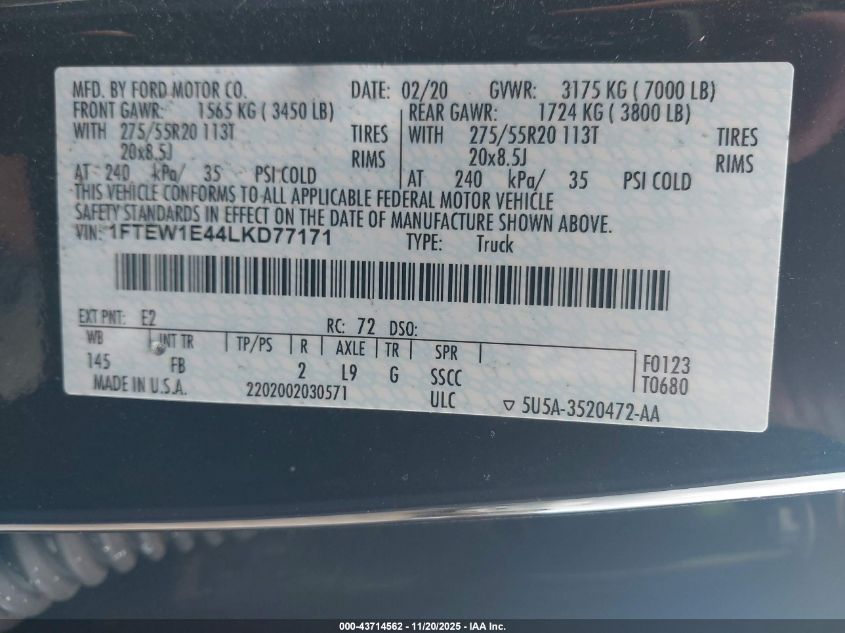 MFD. BY FORD MOTOR CO. DATE: 02/20 GVWR: 3175 KG ( 7000 LB)
FRONT GAWR: 1565 KG ( 3450 LB) REAR GAWR: 1724 KG ( 3800 LB)
WITH 275/55R20 113T TIRES WITH 275/55R20 113T TIRES
20x8.5J RIMS 20x8.5J RIMS
AT 240 kPa/ 35 PSI COLD AT 240 kPa/ 35 PSI COLD
THIS VEHICLE CONFORMS TO ALL APPLICABLE FEDERAL MOTOR VEHICLE
SAFETY STANDARDS IN EFFECT ON THE DATE OF MANUFACTURE SHOWN ABOVE.
VIN: 1FTEW1E44LKD77171 TYPE: Truck
EXT PNT: E2 RC: 72 DSO:
WB INT TR TP/PS R AXLE TR SPR
145 FB 2 L9 G SSCC F0123
MADE IN U.S.A. 2202002030571 ULC T0680
▽ 5U5A-3520472-AA
000-43714562 - 11/20/2025 - IAA Inc.